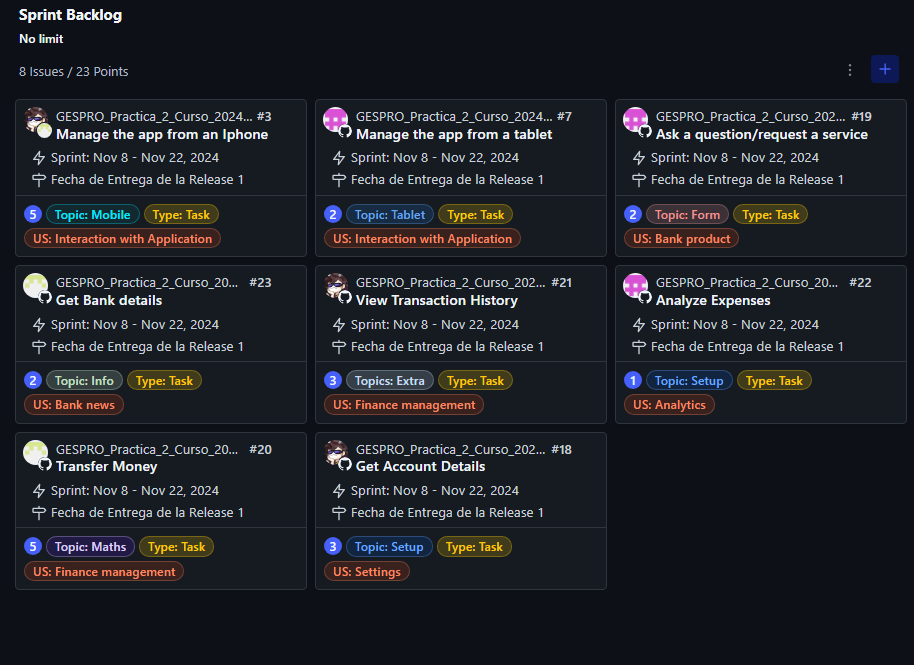 Sprint Backlog
No limit
8 Issues / 23 Points
GESPRO_Practica_2_Curso_2024... #3
Manage the app from an Iphone
Sprint: Nov 8 - Nov 22, 2024
Fecha de Entrega de la Release 1
5 Topic: Mobile Type: Task
US: Interaction with Application
GESPRO_Practica_2_Curso_2024... #7
Manage the app from a tablet
Sprint: Nov 8 - Nov 22, 2024
Fecha de Entrega de la Release 1
2 Topic: Tablet Type: Task
US: Interaction with Application
GESPRO_Practica_2_Curso_202... #19
Ask a question/request a service
Sprint: Nov 8 - Nov 22, 2024
Fecha de Entrega de la Release 1
2 Topic: Form Type: Task
US: Bank product
GESPRO_Practica_2_Curso_20... #23
Get Bank details
Sprint: Nov 8 - Nov 22, 2024
Fecha de Entrega de la Release 1
2 Topic: Info Type: Task
US: Bank news
GESPRO_Practica_2_Curso_202... #21
View Transaction History
Sprint: Nov 8 - Nov 22, 2024
Fecha de Entrega de la Release 1
3 Topics: Extra Type: Task
US: Finance management
GESPRO_Practica_2_Curso_20... #22
Analyze Expenses
Sprint: Nov 8 - Nov 22, 2024
Fecha de Entrega de la Release 1
1 Topic: Setup Type: Task
US: Analytics
GESPRO_Practica_2_Curso_20... #20
Transfer Money
Sprint: Nov 8 - Nov 22, 2024
Fecha de Entrega de la Release 1
5 Topic: Maths Type: Task
US: Finance management
GESPRO_Practica_2_Curso_202... #18
Get Account Details
Sprint: Nov 8 - Nov 22, 2024
Fecha de Entrega de la Release 1
3 Topic: Setup Type: Task
US: Settings